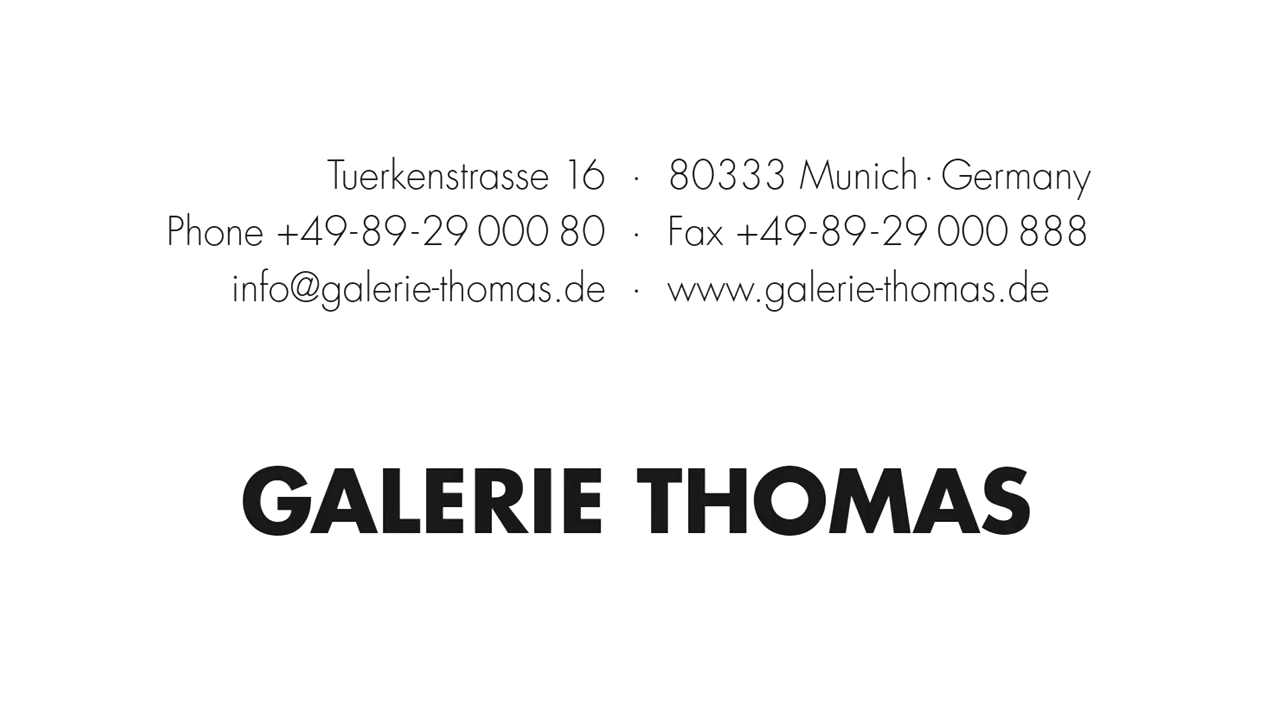 Tuerkenstrasse 16 · 80333 Munich · Germany
Phone +49-89-29 000 80 · Fax +49-89-29 000 888
info@galerie-thomas.de · www.galerie-thomas.de
GALERIE THOMAS